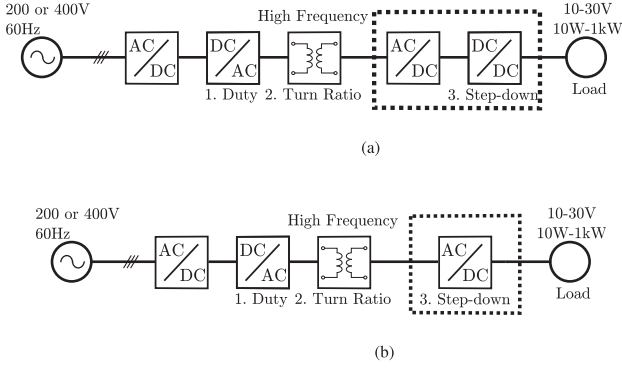 200 or 400V
60Hz
High Frequency
10-30V
10W-1kW
AC
DC
DC
AC
AC
DC
DC
DC
1. Duty
2. Turn Ratio
3. Step-down
Load
(a)
200 or 400V
60Hz
High Frequency
10-30V
10W-1kW
AC
DC
DC
AC
AC
DC
1. Duty
2. Turn Ratio
3. Step-down
Load
(b)